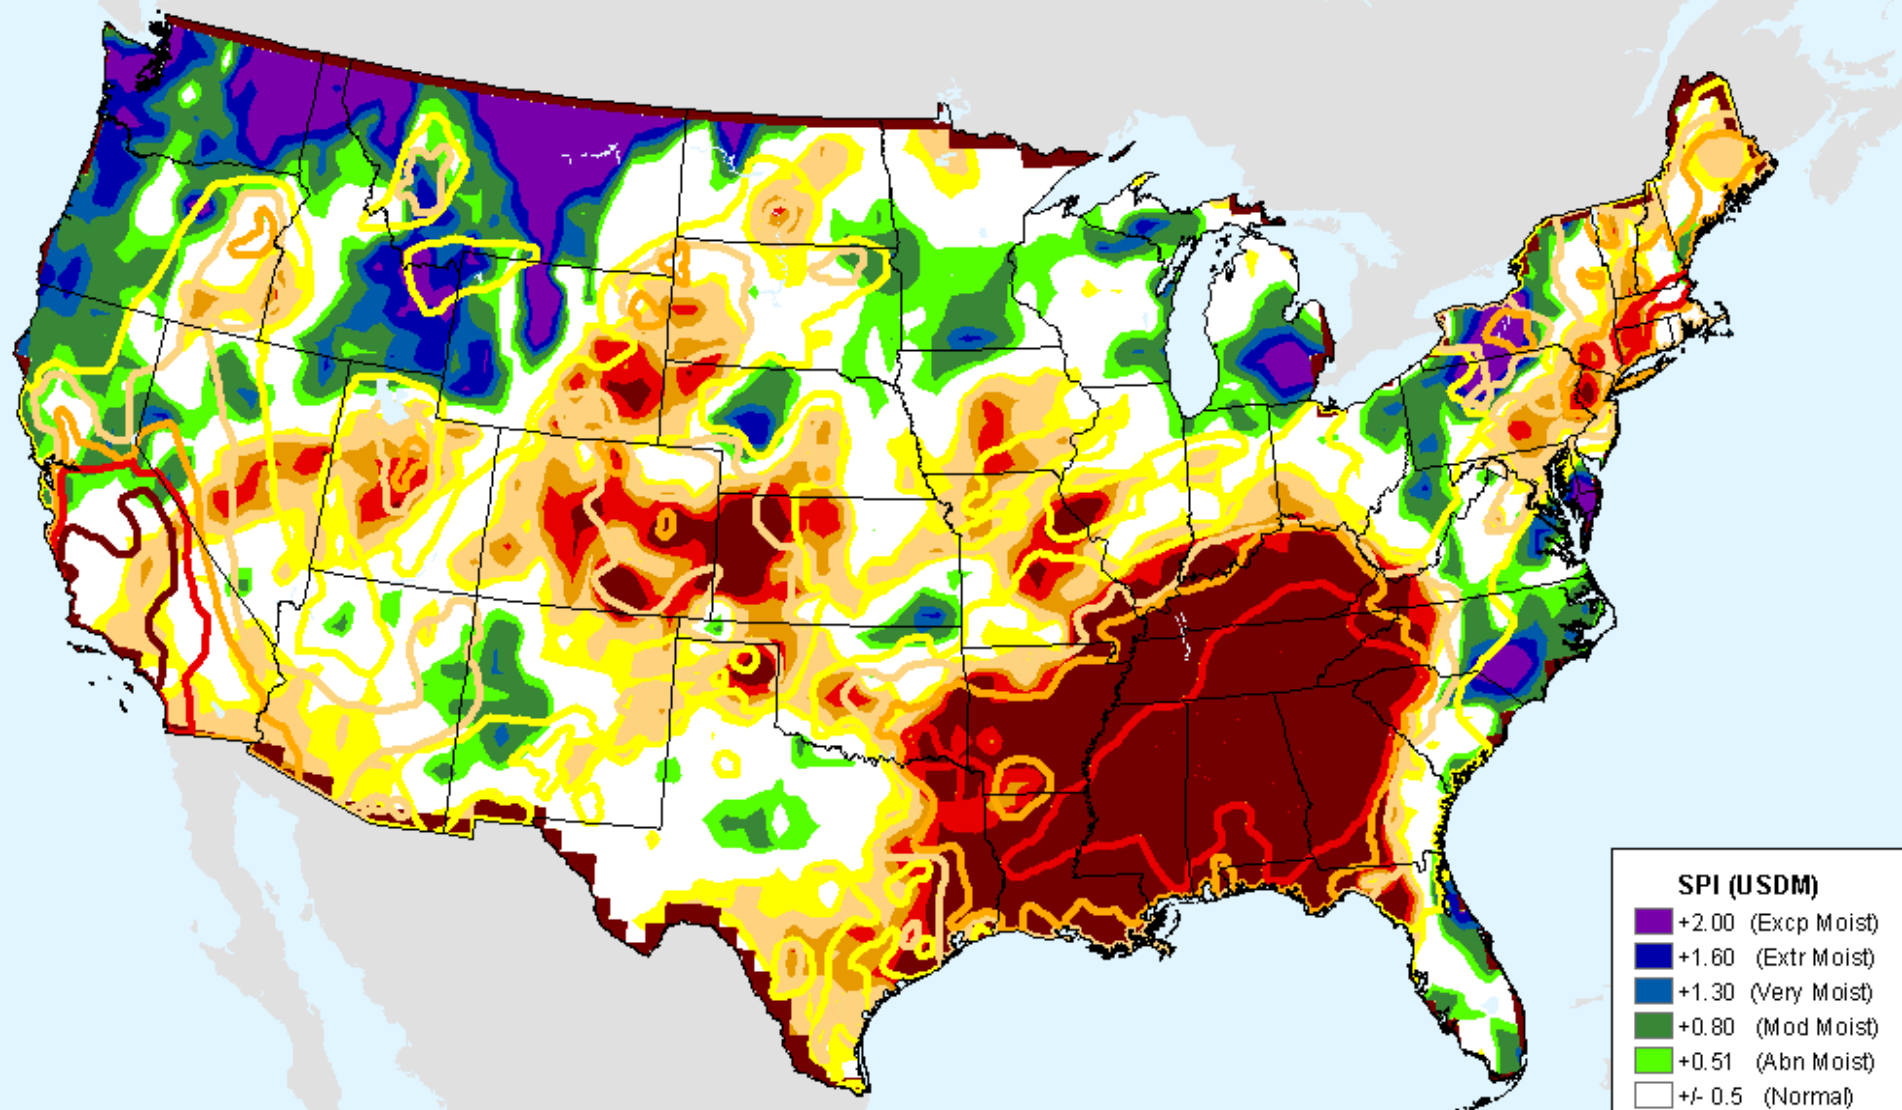 SPI (USDM)
+2.00 (Excp Moist)
+1.60 (Extr Moist)
+1.30 (Very Moist)
+0.80 (Mod Moist)
+0.51 (Abn Moist)
+/- 0.5 (Normal)